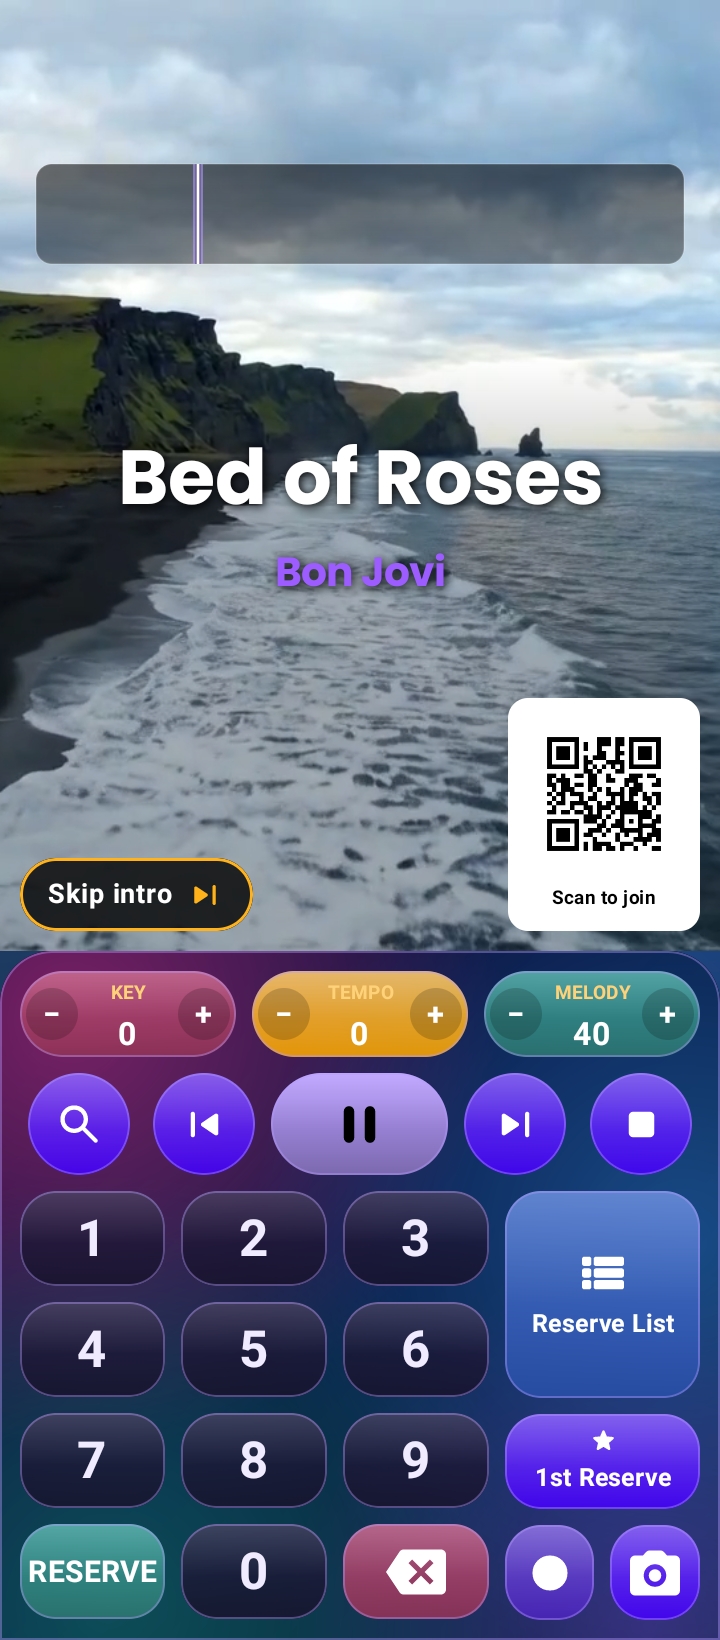 Bed of Roses
Bon Jovi
Scan to join
Skip intro
KEY
− 0 +
TEMPO
− 0 +
MELODY
− 40 +
1 2 3
Reserve List
4 5 6
7 8 9
1st Reserve
RESERVE 0